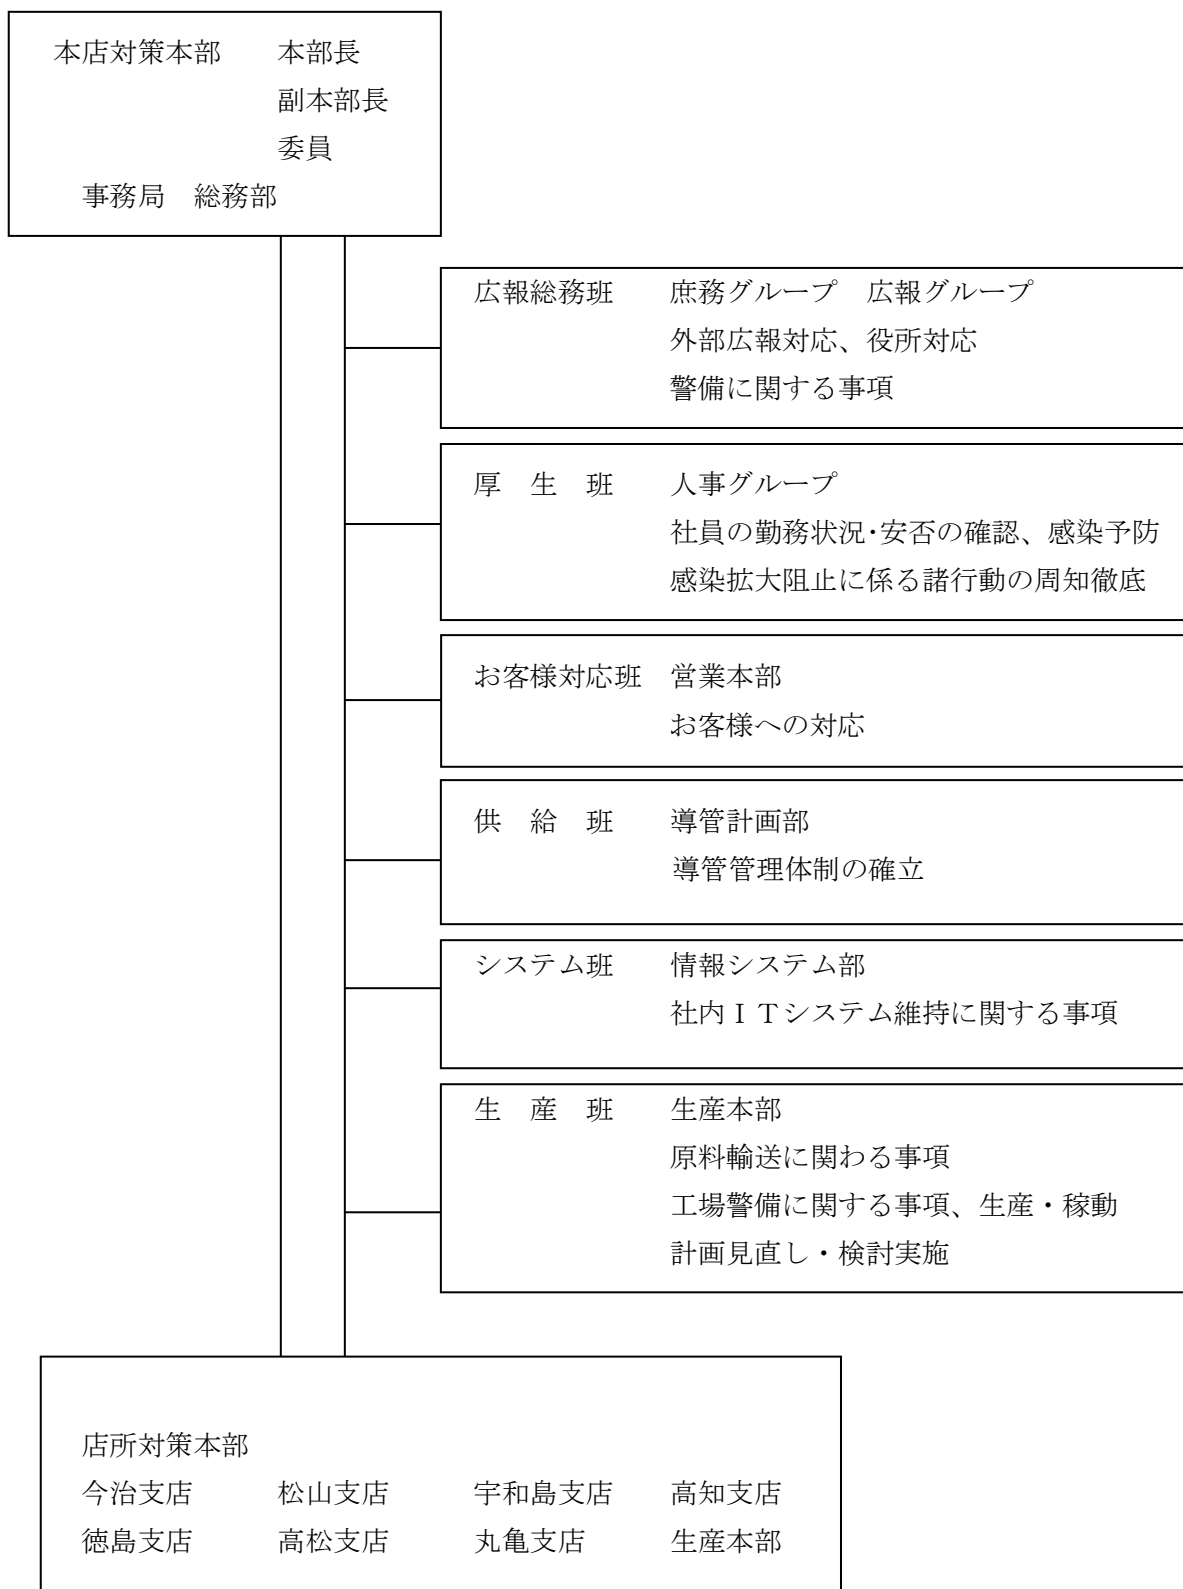 本店対策本部　　本部長
副本部長
委員
事務局　総務部
広報総務班　　庶務グループ　広報グループ
外部広報対応、役所対応
警備に関する事項
厚　生　班　　人事グループ
社員の勤務状況･安否の確認、感染予防
感染拡大阻止に係る諸行動の周知徹底
お客様対応班　営業本部
お客様への対応
供　給　班　　導管計画部
導管管理体制の確立
システム班　　情報システム部
社内ＩＴシステム維持に関する事項
生　産　班　　生産本部
原料輸送に関わる事項
工場警備に関する事項、生産・稼動
計画見直し・検討実施
店所対策本部
今治支店　　　松山支店　　　宇和島支店　　高知支店
徳島支店　　　高松支店　　　丸亀支店　　　生産本部